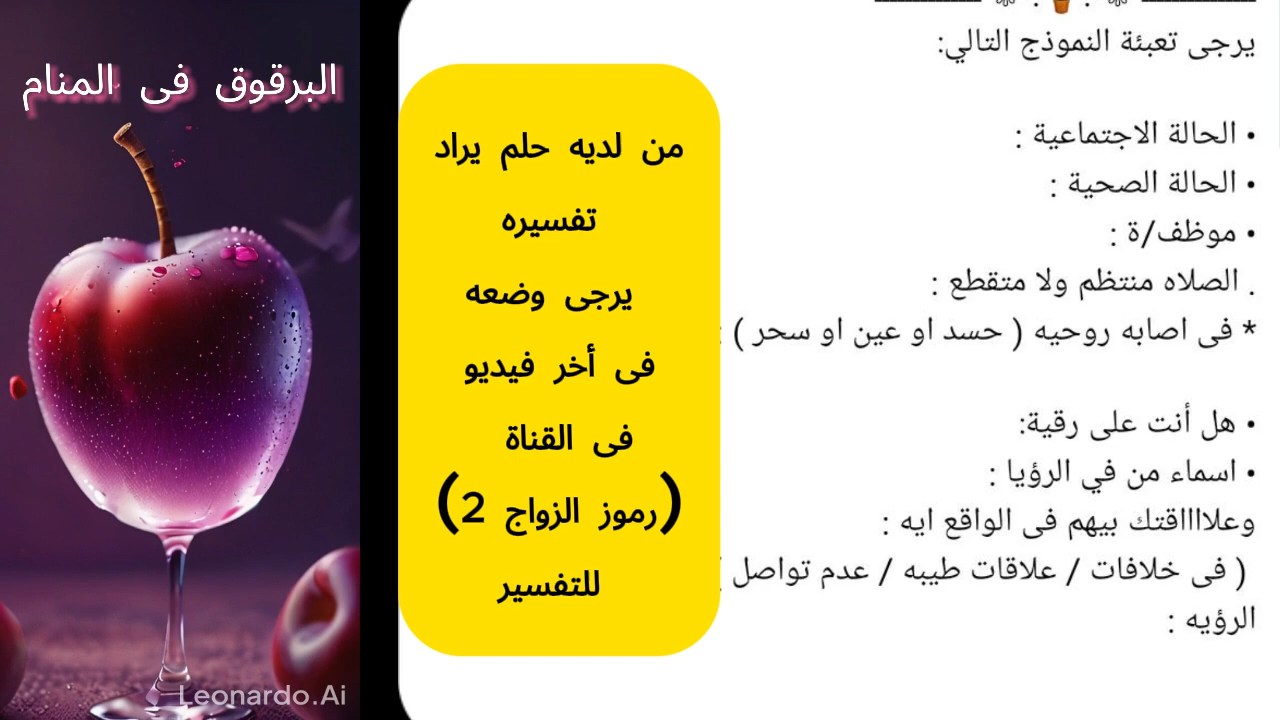 البرقوق فى المنام
Leonardo.Ai
من لديه حلم يراد
تفسيره
يرجى وضعه
فى أخر فيديو
فى القناة
(رموز الزواج 2)
للتفسير
يرجى تعبئة النموذج التالي:
• الحالة الاجتماعية :
• الحالة الصحية :
• موظف/ة :
. الصلاه منتظم ولا متقطع :
* فى اصابه روحيه ( حسد او عين او سحر ) :
• هل أنت على رقية:
• اسماء من في الرؤيا :
وعلااااقتك بيهم فى الواقع ايه :
( فى خلافات / علاقات طيبه / عدم تواصل )
الرؤيه :